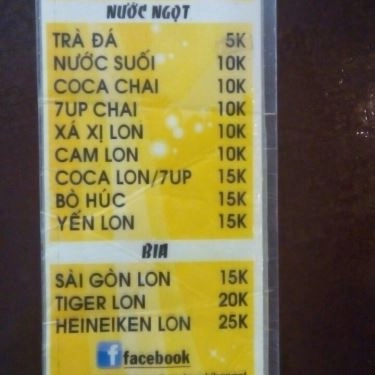 NƯỚC NGỌT
TRÀ ĐÁ 5K
NƯỚC SUỐI 10K
COCA CHAI 10K
7UP CHAI 10K
XÁ XỊ LON 10K
CAM LON 10K
COCA LON/7UP 15K
BÒ HÚC 15K
YẾN LON 15K
BIA
SÀI GÒN LON 15K
TIGER LON 20K
HEINEIKEN LON 25K
f facebook